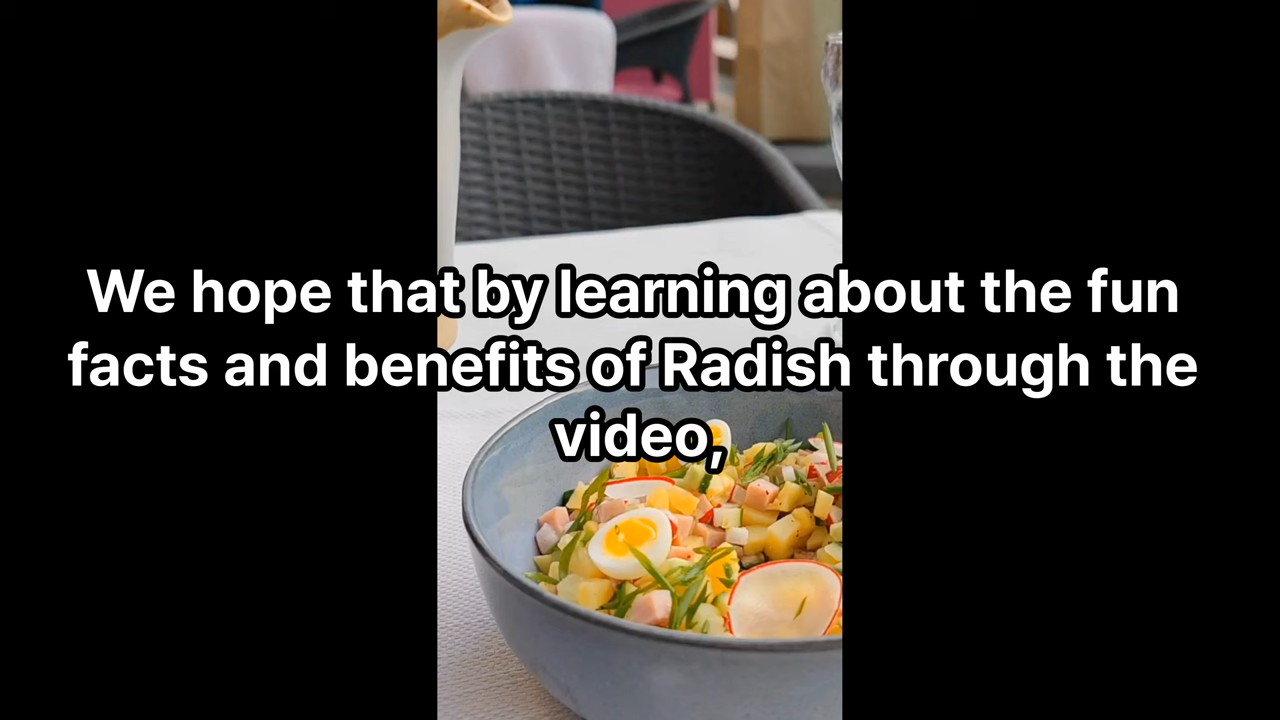 We hope that by learning about the fun
facts and benefits of Radish through the
video,